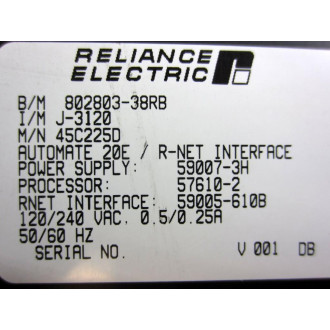 RELIANCE
ELECTRIC
B/M 802803-38RB
I/M J-3120
M/N 45C225D
AUTOMATE 20E / R-NET INTERFACE
POWER SUPPLY: 59007-3H
PROCESSOR: 57610-2
RNET INTERFACE: 59005-610B
120/240 VAC. 0.5/0.25A
50/60 HZ
SERIAL NO. V 001 DB